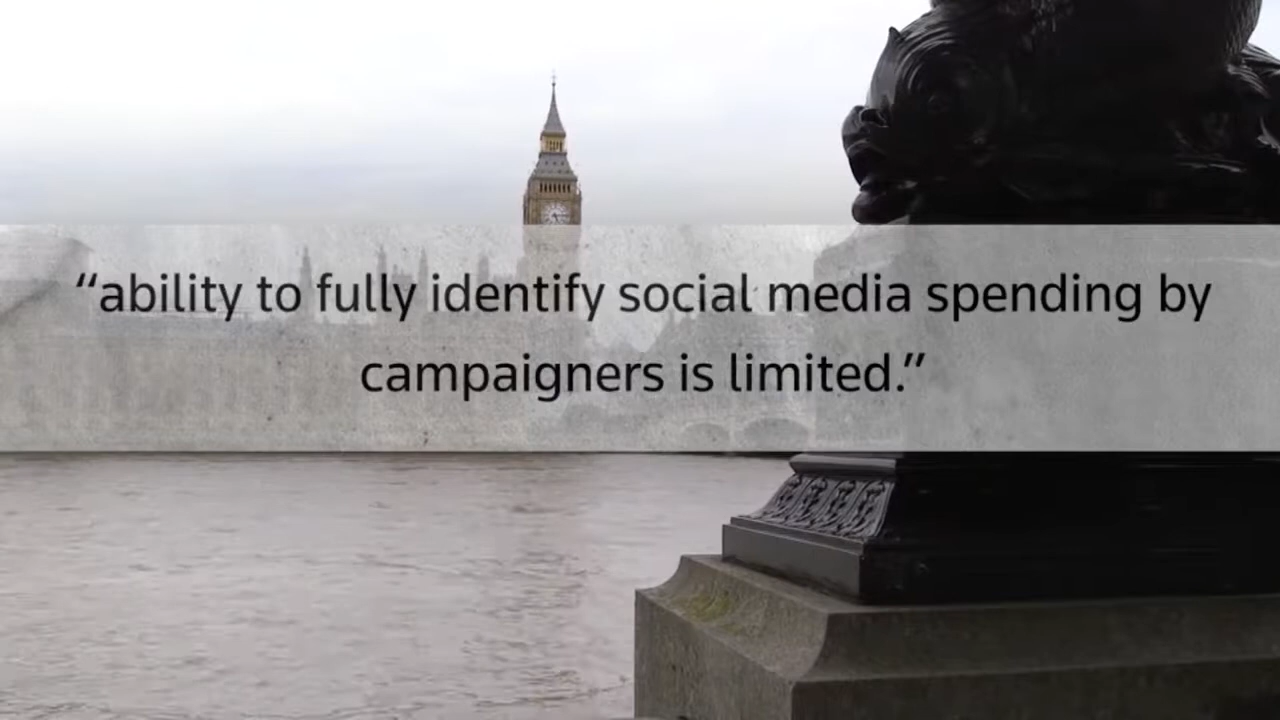 “ability to fully identify social media spending by
campaigners is limited.”